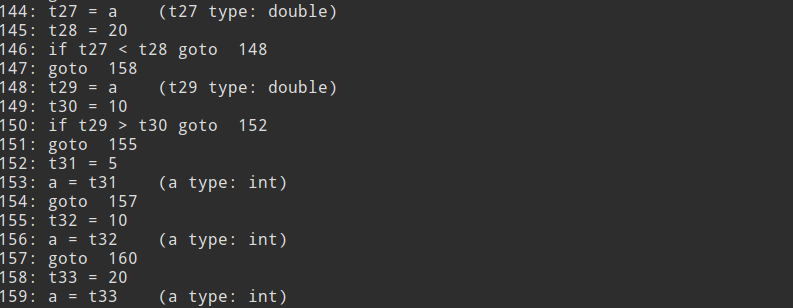 144: t27 = a    (t27 type: double)
145: t28 = 20
146: if t27 < t28 goto  148
147: goto  158
148: t29 = a    (t29 type: double)
149: t30 = 10
150: if t29 > t30 goto  152
151: goto  155
152: t31 = 5
153: a = t31    (a type: int)
154: goto  157
155: t32 = 10
156: a = t32    (a type: int)
157: goto  160
158: t33 = 20
159: a = t33    (a type: int)